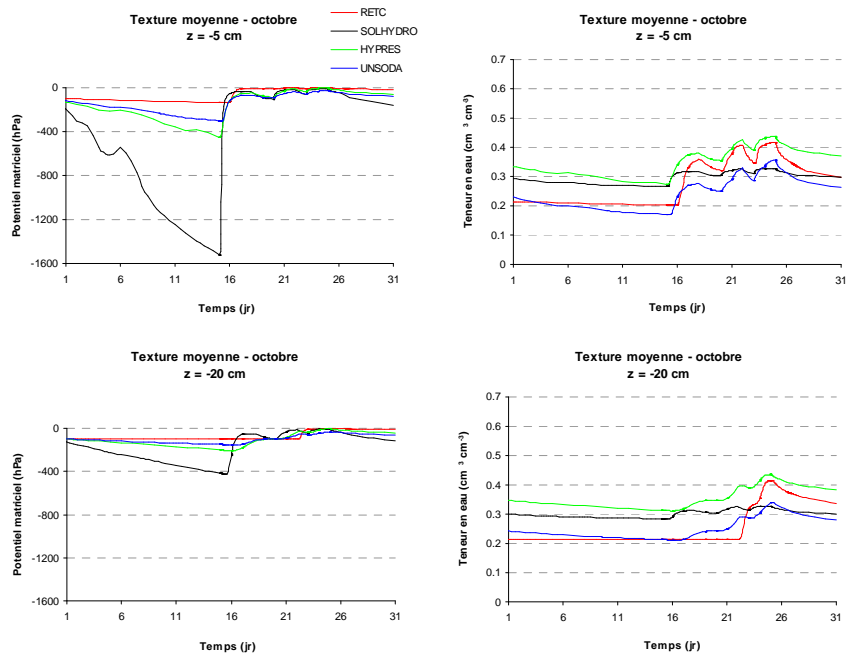 Texture moyenne - octobre
z = -5 cm
RETC
SOLHYDRO
HYPRES
UNSODA
Potentiel matriciel (hPa)
0
-400
-800
-1200
-1600
1 6 11 16 21 26 31
Temps (jr)
Texture moyenne - octobre
z = -5 cm
Teneur en eau (cm³ cm⁻³)
0.7
0.6
0.5
0.4
0.3
0.2
0.1
0
1 6 11 16 21 26 31
Temps (jr)
Texture moyenne - octobre
z = -20 cm
Potentiel matriciel (hPa)
0
-400
-800
-1200
-1600
1 6 11 16 21 26 31
Temps (jr)
Texture moyenne - octobre
z = -20 cm
Teneur en eau (cm³ cm⁻³)
0.7
0.6
0.5
0.4
0.3
0.2
0.1
0
1 6 11 16 21 26 31
Temps (jr)